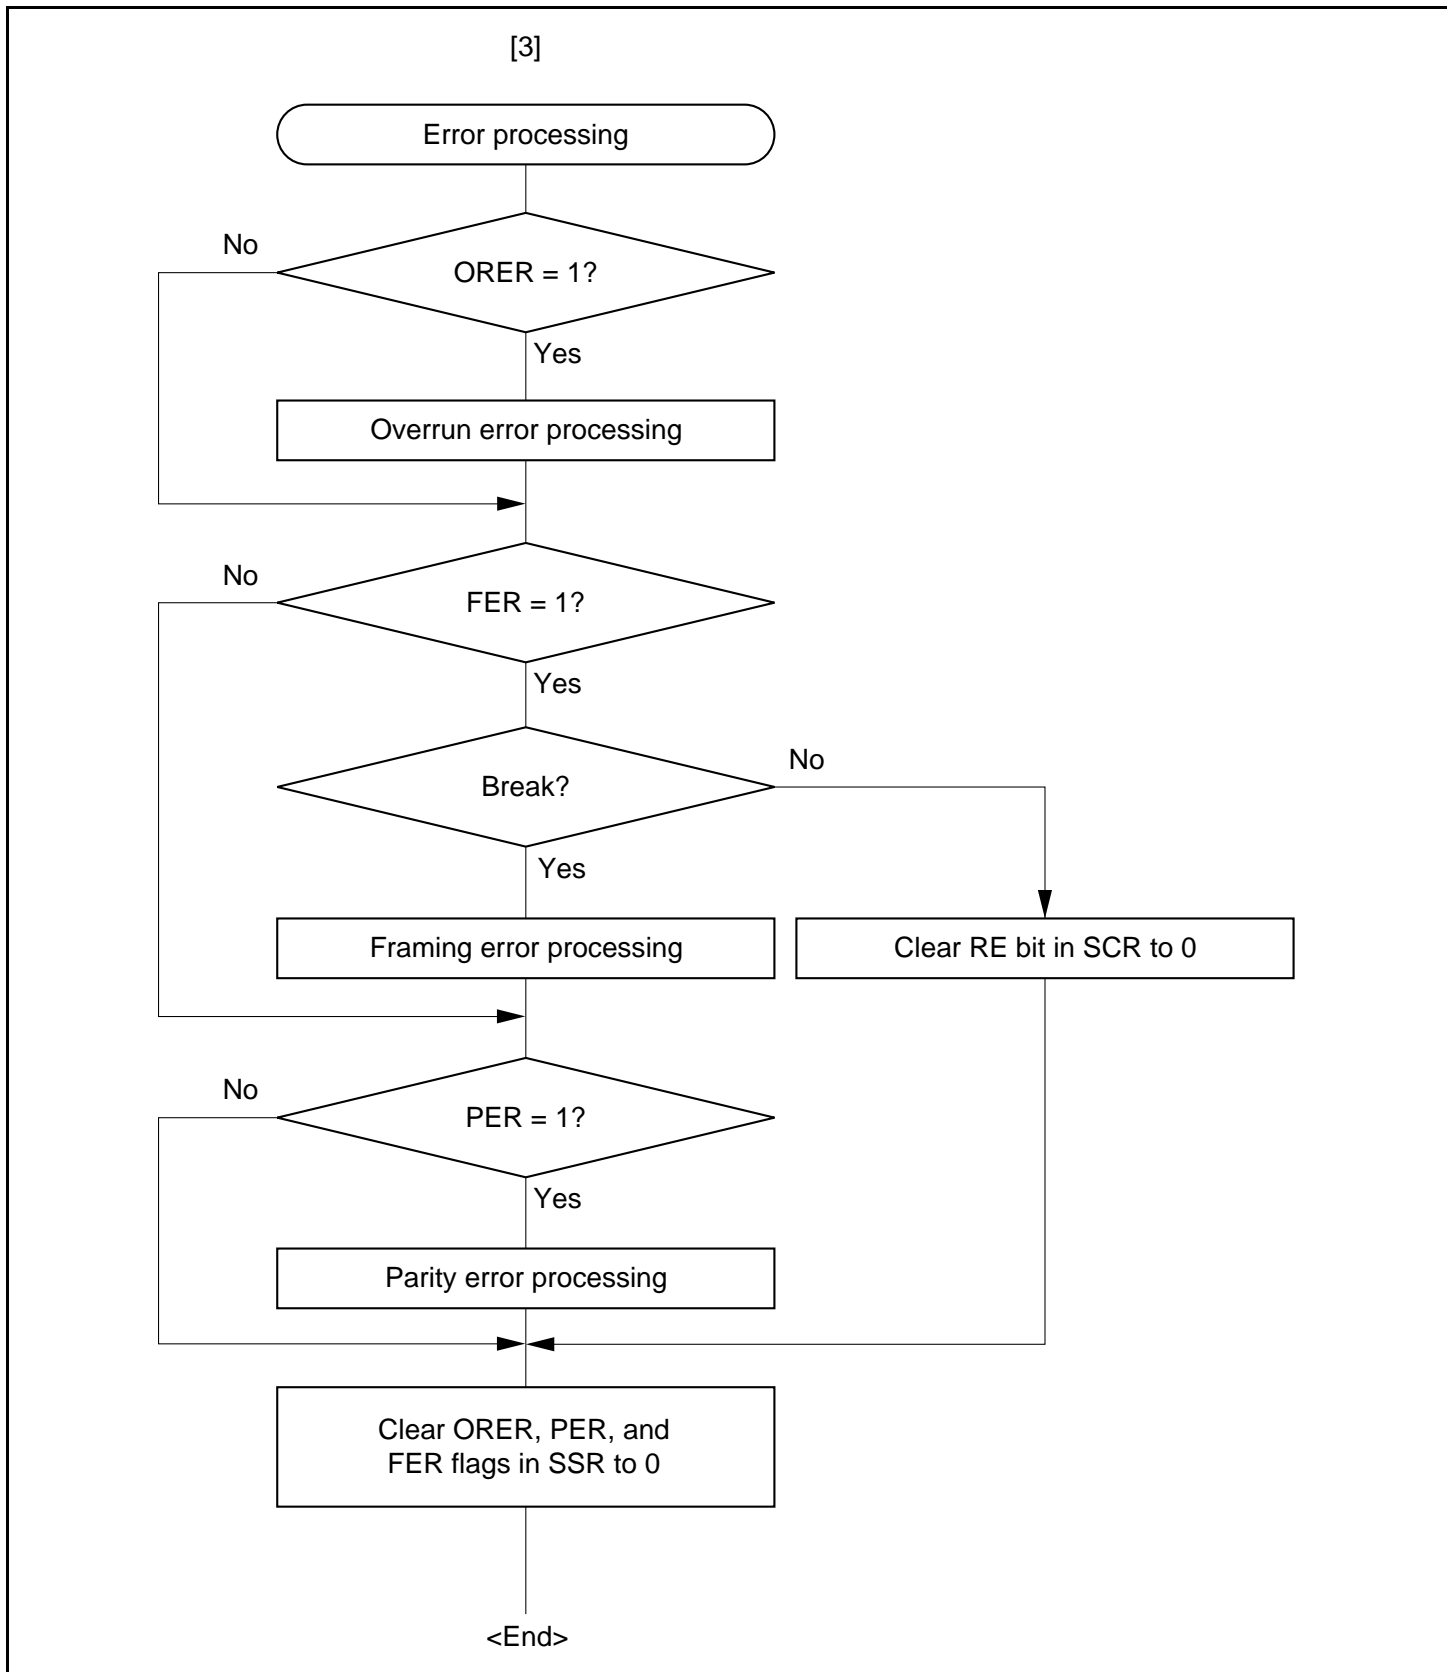 [3]
Error processing
No
ORER = 1?
Yes
Overrun error processing
No
FER = 1?
Yes
Break?
No
Yes
Framing error processing
Clear RE bit in SCR to 0
No
PER = 1?
Yes
Parity error processing
Clear ORER, PER, and
FER flags in SSR to 0
<End>